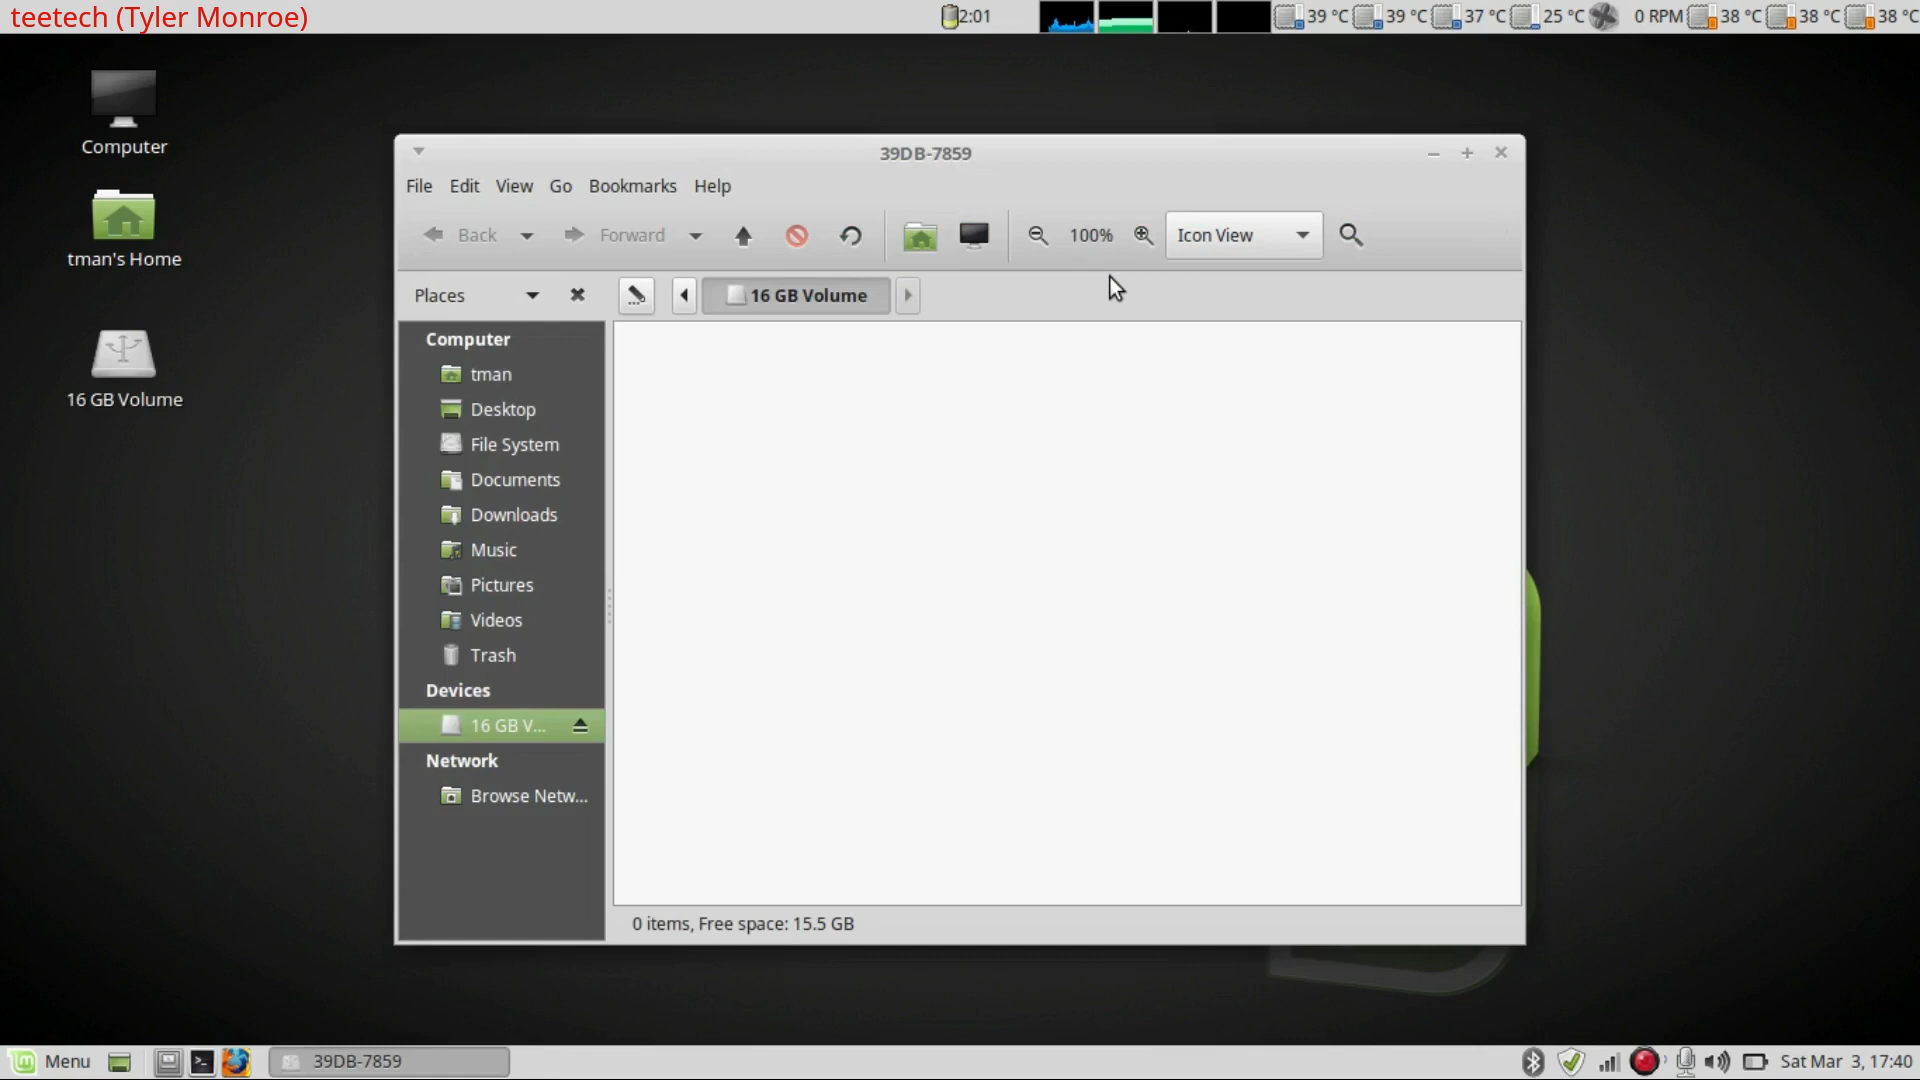 teetech (Tyler Monroe)
2:01
39 °C 39 °C 37 °C 25 °C 0 RPM 38 °C 38 °C 38 °C
Computer
tman's Home
16 GB Volume
39DB-7859
File Edit View Go Bookmarks Help
Back Forward 100% Icon View
Places
16 GB Volume
Computer
tman
Desktop
File System
Documents
Downloads
Music
Pictures
Videos
Trash
Devices
16 GB V...
Network
Browse Netw...
0 items, Free space: 15.5 GB
Menu
39DB-7859
Sat Mar 3, 17:40